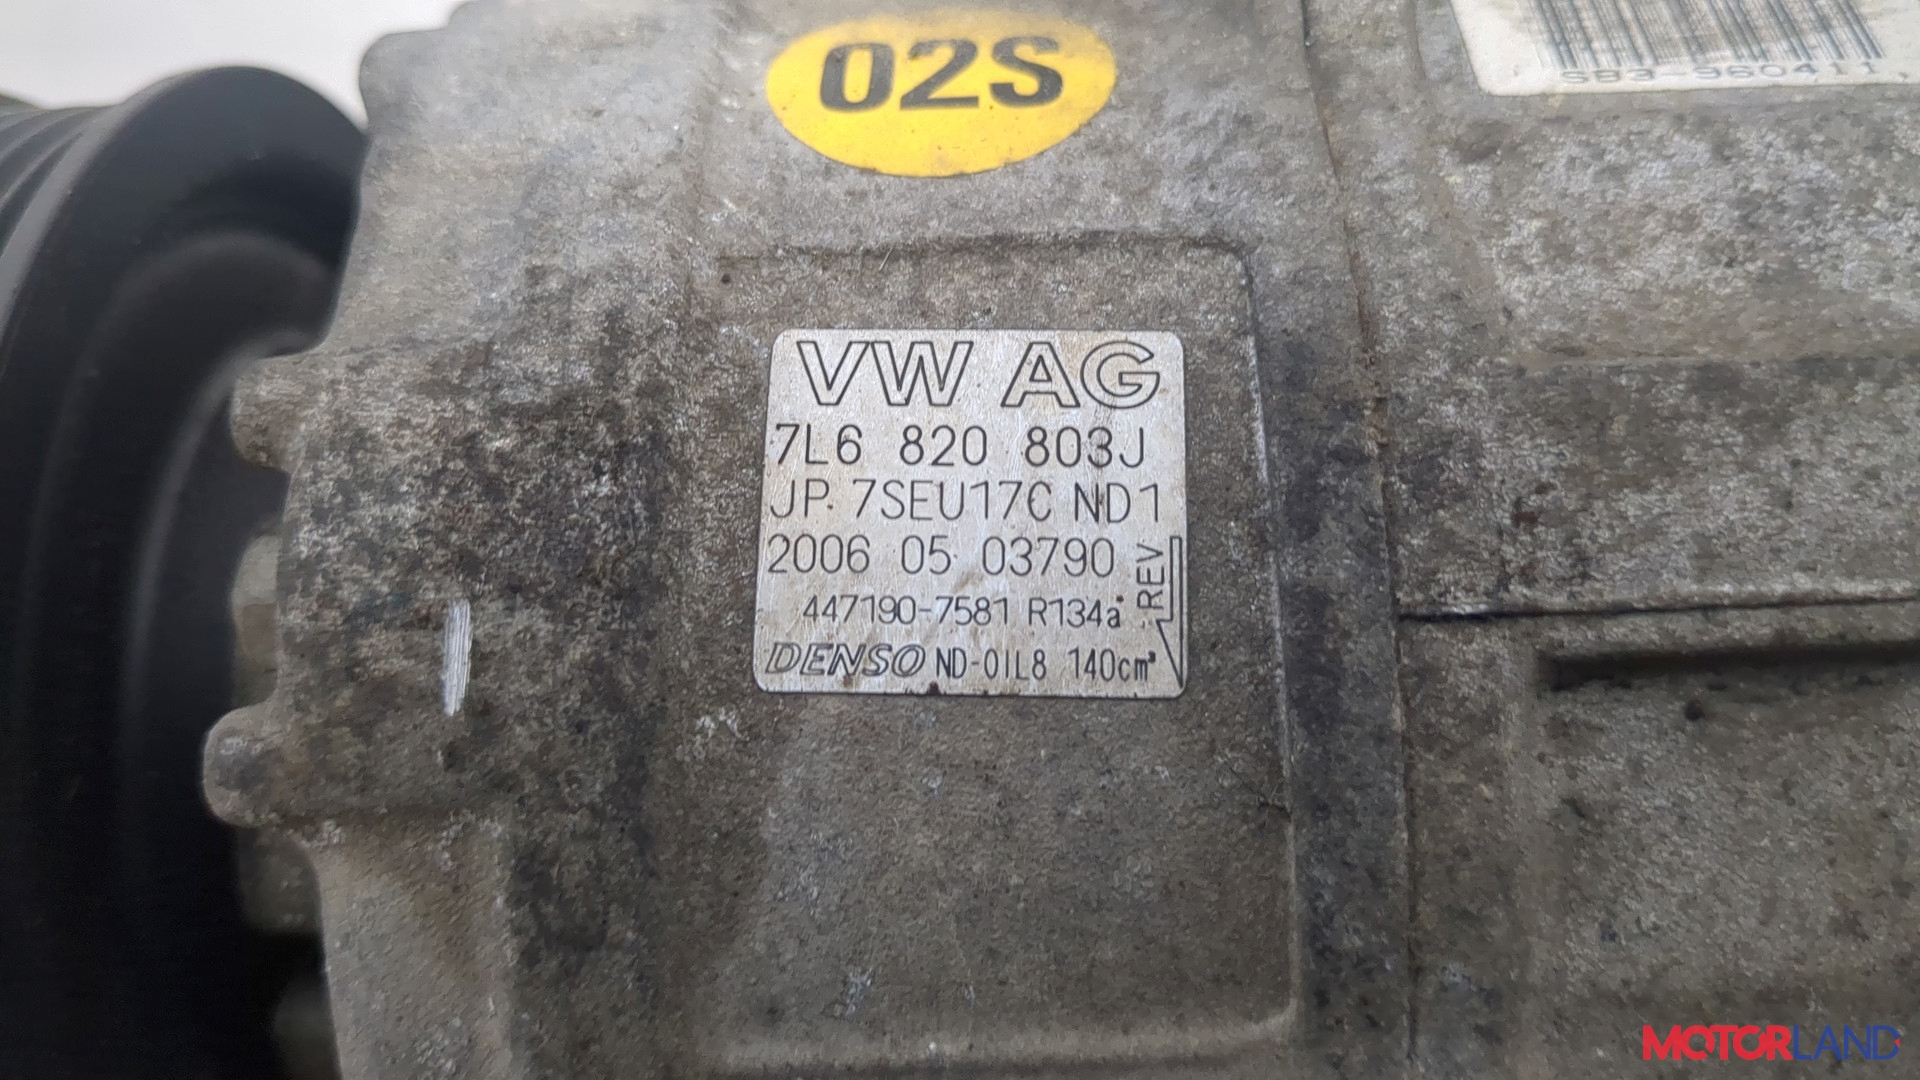 02S
SB3-960411
VW AG
7L6 820 803J
JP 7SEU17C ND1
2006 05 03790
447190-7581 R134a
REV
DENSO ND-OIL8 140cm³
MOTORLAND